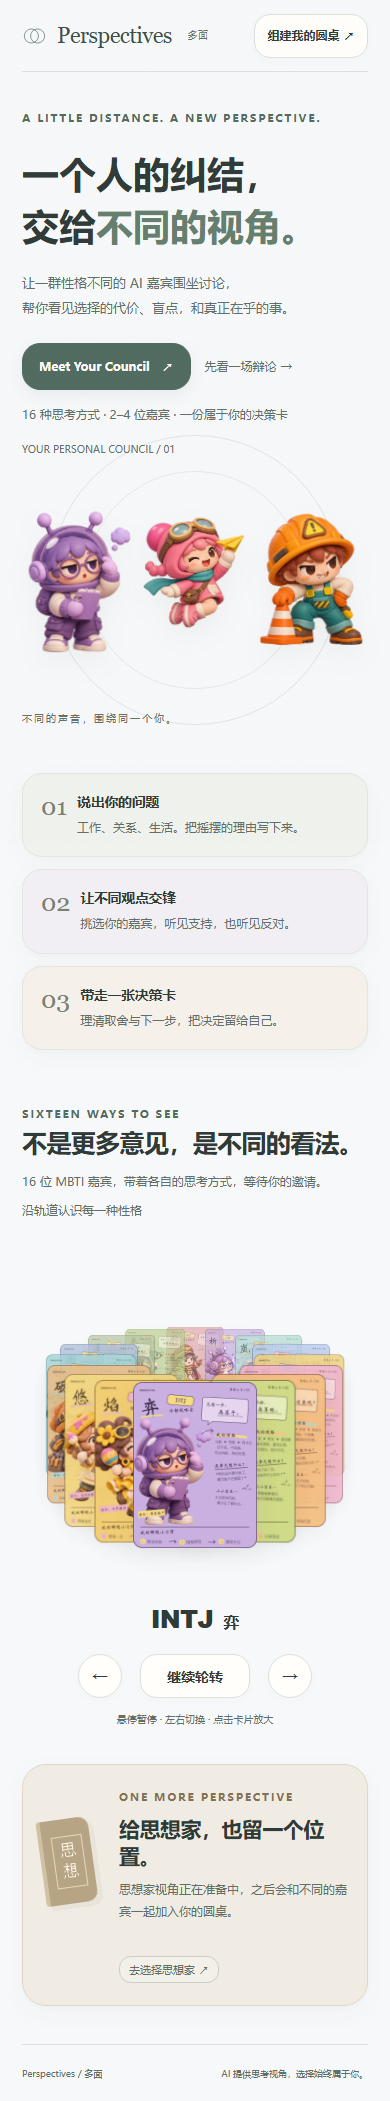 Perspectives 多面
组建我的圆桌 ↗
A LITTLE DISTANCE. A NEW PERSPECTIVE.
一个人的纠结，
交给不同的视角。
让一群性格不同的 AI 嘉宾围坐讨论，
帮你看见选择的代价、盲点，和真正在乎的事。
Meet Your Council ↗
先看一场辩论 →
16 种思考方式 · 2–4 位嘉宾 · 一份属于你的决策卡
YOUR PERSONAL COUNCIL / 01
不同的声音，围绕同一个你。
01 说出你的问题
工作、关系、生活。把摇摆的理由写下来。
02 让不同观点交锋
挑选你的嘉宾，听见支持，也听见反对。
03 带走一张决策卡
理清取舍与下一步，把决定留给自己。
SIXTEEN WAYS TO SEE
不是更多意见，是不同的看法。
16 位 MBTI 嘉宾，带着各自的思考方式，等待你的邀请。
沿轨道认识每一种性格
悠
焰
弈
INTJ
INTJ 弈
←
继续轮转
→
悬停暂停 · 左右切换 · 点击卡片放大
思想
ONE MORE PERSPECTIVE
给思想家，也留一个位
置。
思想家视角正在准备中，之后会和不同的嘉
宾一起加入你的圆桌。
去选择思想家 ↗
Perspectives / 多面
AI 提供思考视角，选择始终属于你。